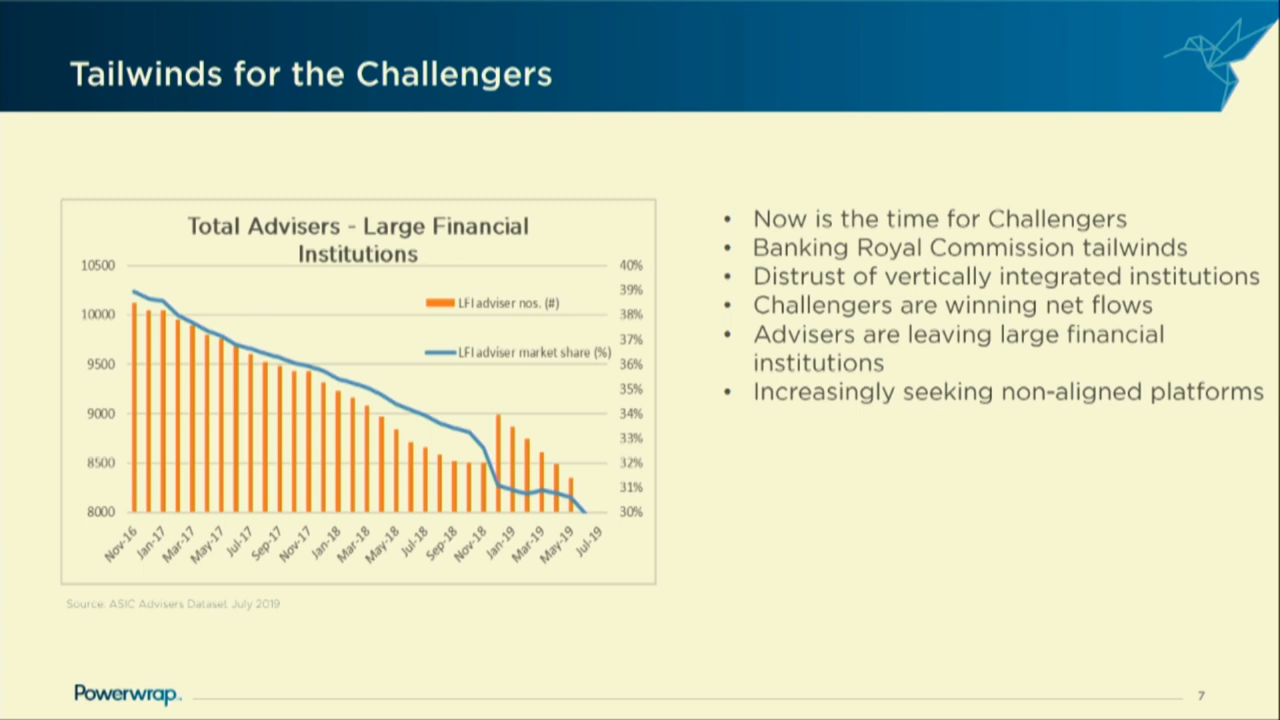 Tailwinds for the Challengers
Total Advisers - Large Financial
Institutions
10500
10000
9500
9000
8500
8000
40%
39%
38%
37%
36%
35%
34%
33%
32%
31%
30%
LFI adviser nos. (#)
LFI adviser market share (%)
Nov-16
Jan-17
Mar-17
May-17
Jul-17
Sep-17
Nov-17
Jan-18
Mar-18
May-18
Jul-18
Sep-18
Nov-18
Jan-19
Mar-19
May-19
Jul-19
Source: ASIC Advisers Dataset July 2019
• Now is the time for Challengers
• Banking Royal Commission tailwinds
• Distrust of vertically integrated institutions
• Challengers are winning net flows
• Advisers are leaving large financial
institutions
• Increasingly seeking non-aligned platforms
Powerwrap.
7